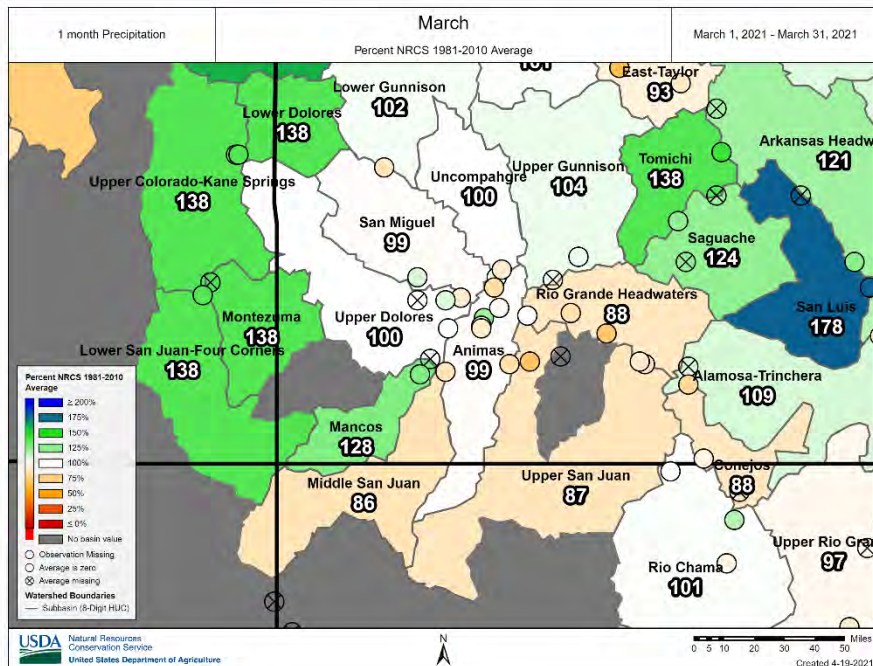 1 month Precipitation
March
Percent NRCS 1981-2010 Average
March 1, 2021 - March 31, 2021
East-Taylor
93
Lower Gunnison
102
Lower Dolores
138
Arkansas Headw
121
Upper Colorado-Kane Springs
138
Uncompahgre
100
Upper Gunnison
104
Tomichi
138
San Miguel
99
Saguache
124
Rio Grande Headwaters
88
San Luis
178
Montezuma
138
Upper Dolores
100
Animas
99
Lower San Juan-Four Corners
138
Alamosa-Trinchera
109
Mancos
128
Middle San Juan
86
Upper San Juan
87
Conejos
88
Upper Rio Gran
97
Rio Chama
101
Percent NRCS 1981-2010
Average
≥ 200%
175%
150%
125%
100%
75%
50%
25%
≤ 0%
No basin value
Observation Missing
Average is zero
Average missing
Watershed Boundaries
Subbasin (8-Digit HUC)
USDA
Natural Resources
Conservation Service
United States Department of Agriculture
N
Miles
0 5 10 20 30 40 50
Created 4-19-2021